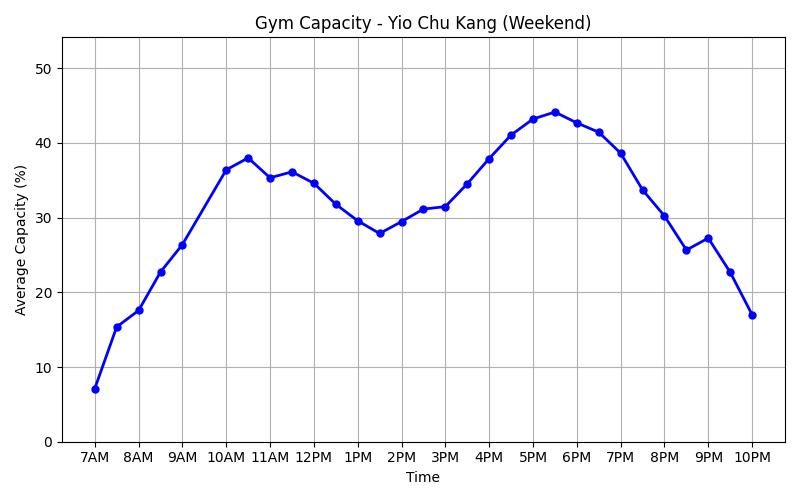 Gym Capacity - Yio Chu Kang (Weekend)
Average Capacity (%)
50
40
30
20
10
0
7AM 8AM 9AM 10AM 11AM 12PM 1PM 2PM 3PM 4PM 5PM 6PM 7PM 8PM 9PM 10PM
Time